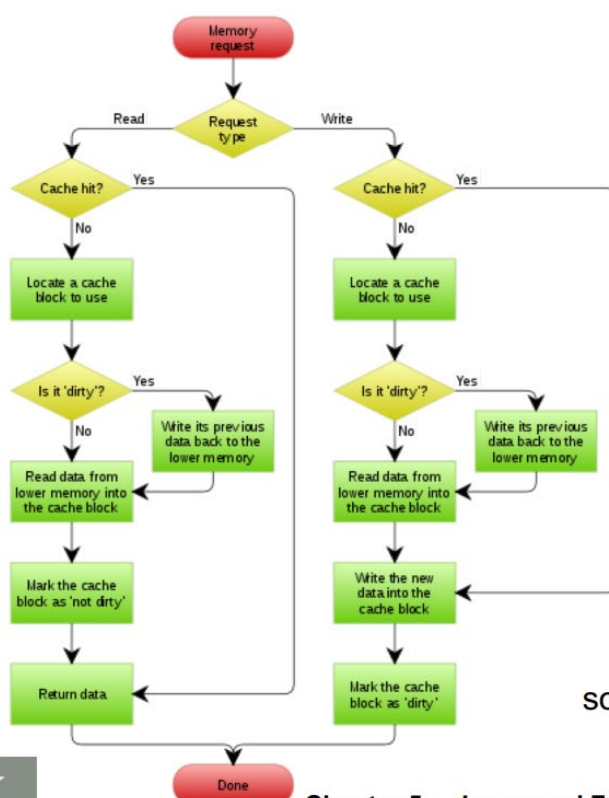 Memory
request
Request
type
Read
Write
Cache hit?
Yes
No
Locate a cache
block to use
Is it 'dirty'?
Yes
No
Write its previous
data back to the
lower memory
Read data from
lower memory into
the cache block
Mark the cache
block as 'not dirty'
Return data
Cache hit?
Yes
No
Locate a cache
block to use
Is it 'dirty'?
Yes
No
Write its previous
data back to the
lower memory
Read data from
lower memory into
the cache block
Write the new
data into the
cache block
Mark the cache
block as 'dirty'
Done